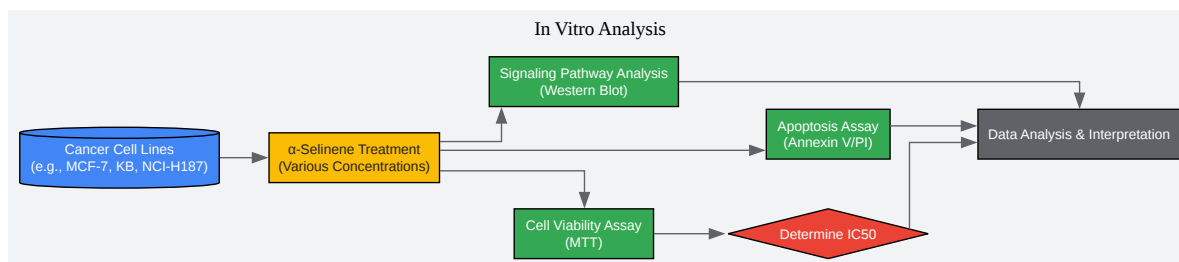 In Vitro Analysis
Signaling Pathway Analysis
(Western Blot)
Cancer Cell Lines
(e.g., MCF-7, KB, NCI-H187)
α-Selinene Treatment
(Various Concentrations)
Apoptosis Assay
(Annexin V/PI)
Data Analysis & Interpretation
Cell Viability Assay
(MTT)
Determine IC50